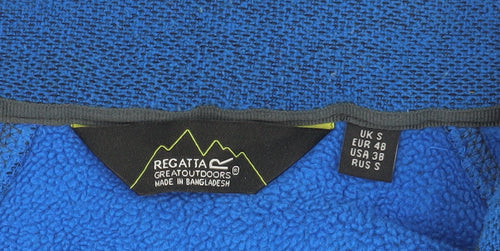 REGATTA R
GREATOUTDOORS ®
MADE IN BANGLADESH
UK S
EUR 48
USA 38
RUS S